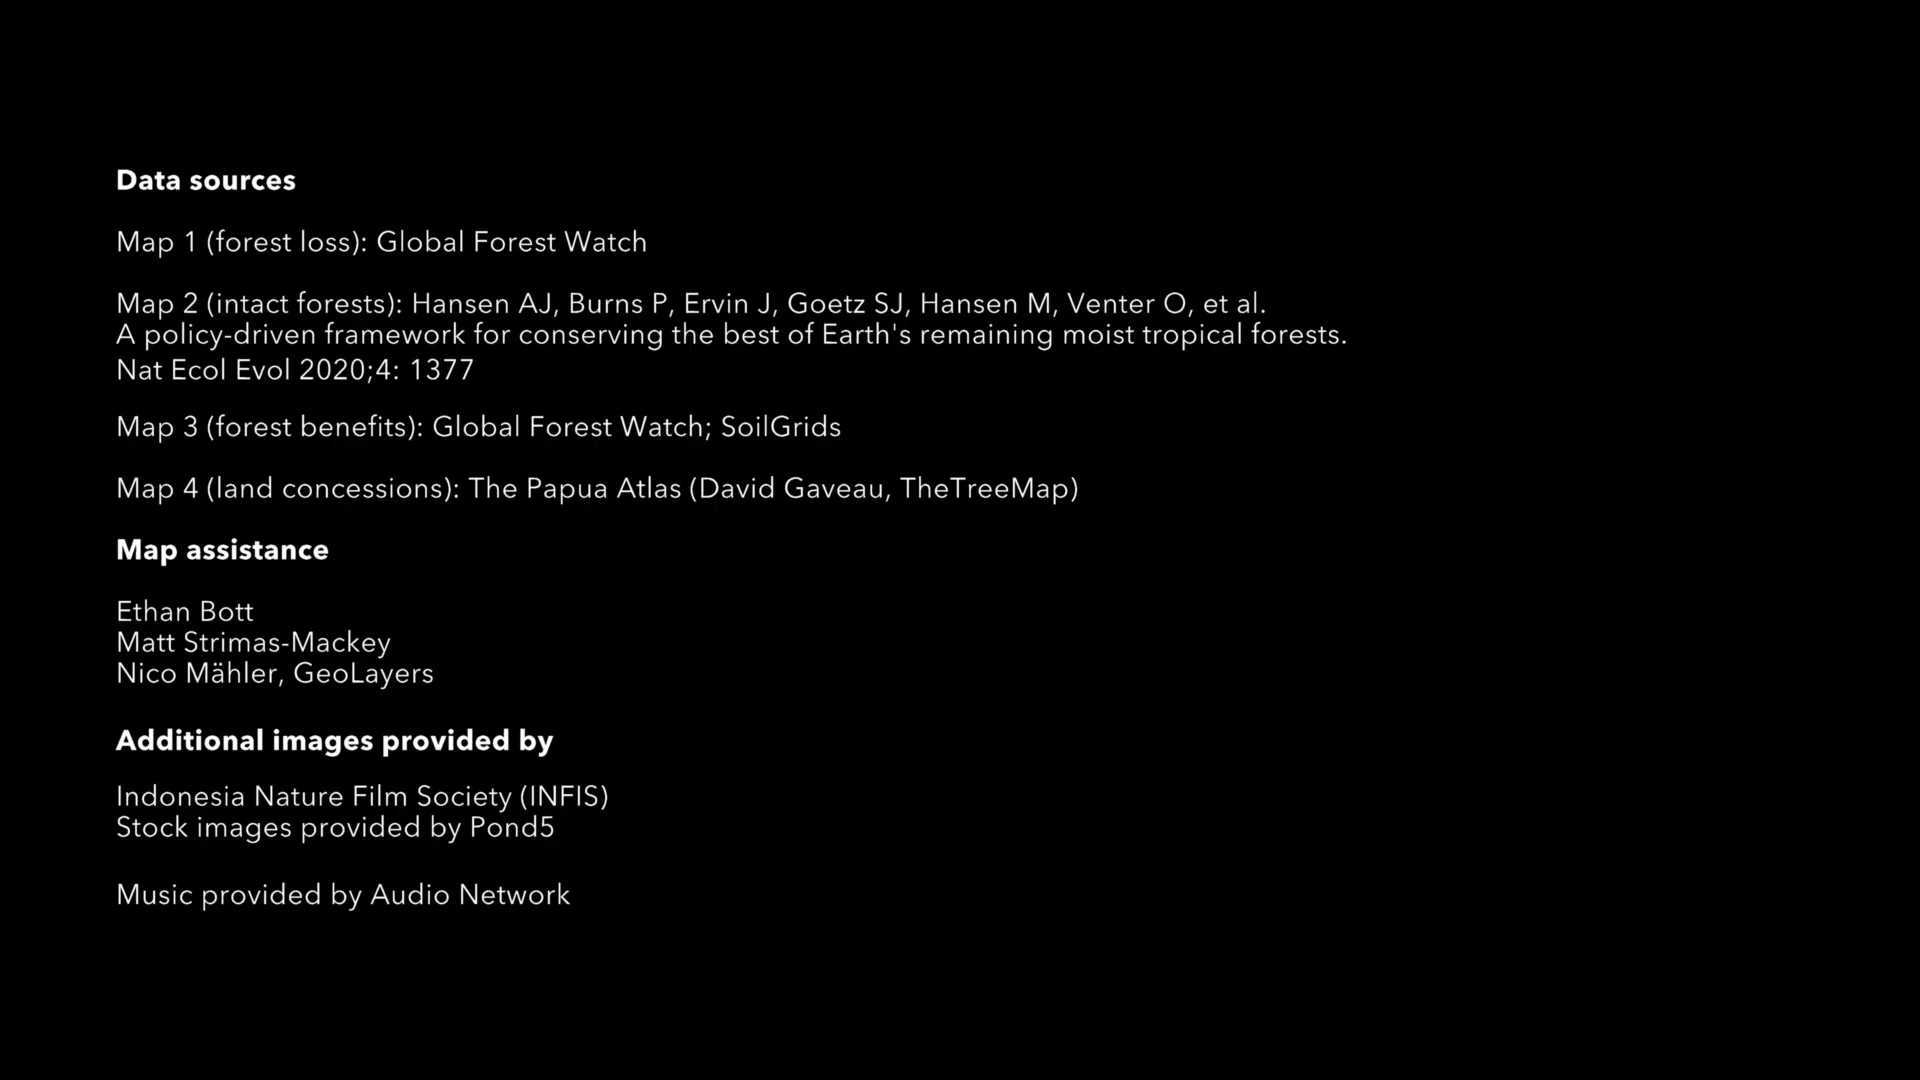 Data sources
Map 1 (forest loss): Global Forest Watch
Map 2 (intact forests): Hansen AJ, Burns P, Ervin J, Goetz SJ, Hansen M, Venter O, et al.
A policy-driven framework for conserving the best of Earth's remaining moist tropical forests.
Nat Ecol Evol 2020;4: 1377
Map 3 (forest benefits): Global Forest Watch; SoilGrids
Map 4 (land concessions): The Papua Atlas (David Gaveau, TheTreeMap)
Map assistance
Ethan Bott
Matt Strimas-Mackey
Nico Mähler, GeoLayers
Additional images provided by
Indonesia Nature Film Society (INFIS)
Stock images provided by Pond5
Music provided by Audio Network